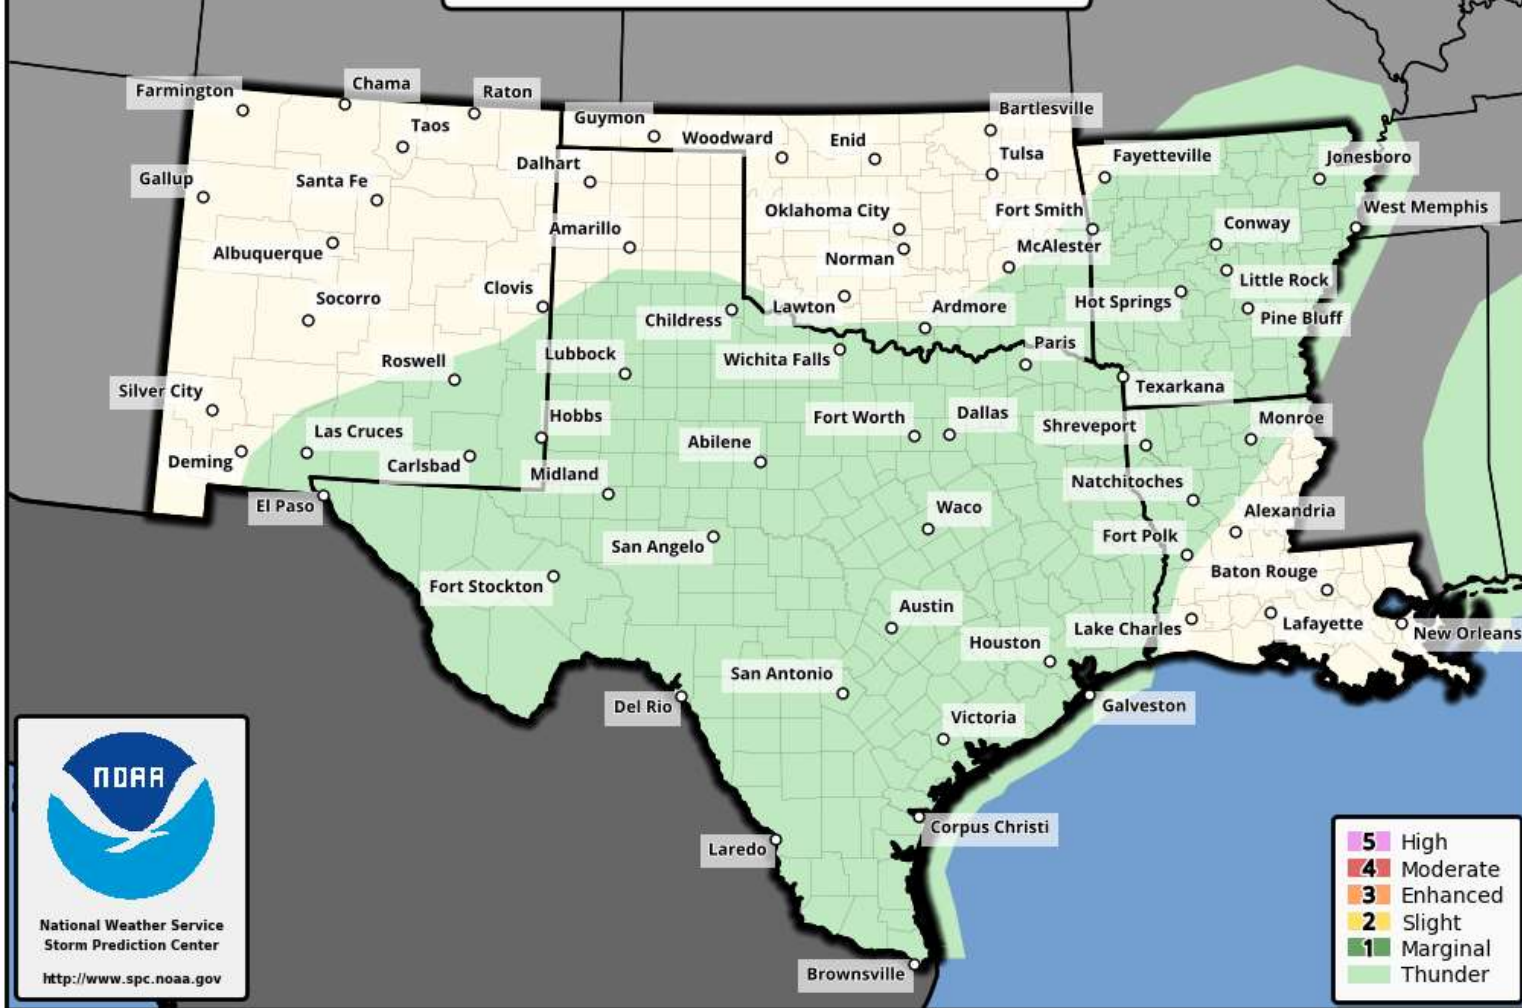 Chama
Farmington
Raton
Taos
Guymon
Bartlesville
Woodward
Enid
Tulsa
Fayetteville
Jonesboro
Dalhart
Gallup
Santa Fe
Oklahoma City
Fort Smith
West Memphis
Amarillo
Conway
Albuquerque
Norman
McAlester
Clovis
Little Rock
Socorro
Lawton
Ardmore
Hot Springs
Childress
Pine Bluff
Roswell
Lubbock
Wichita Falls
Paris
Silver City
Texarkana
Las Cruces
Hobbs
Fort Worth
Dallas
Shreveport
Monroe
Deming
Carlsbad
Abilene
Midland
Natchitoches
El Paso
Waco
Alexandria
San Angelo
Fort Polk
Fort Stockton
Baton Rouge
Austin
Lake Charles
Lafayette
New Orleans
Houston
San Antonio
Del Rio
Victoria
Galveston
Corpus Christi
Laredo
Brownsville
NOAA
National Weather Service
Storm Prediction Center
http://www.spc.noaa.gov
5 High
4 Moderate
3 Enhanced
2 Slight
1 Marginal
Thunder